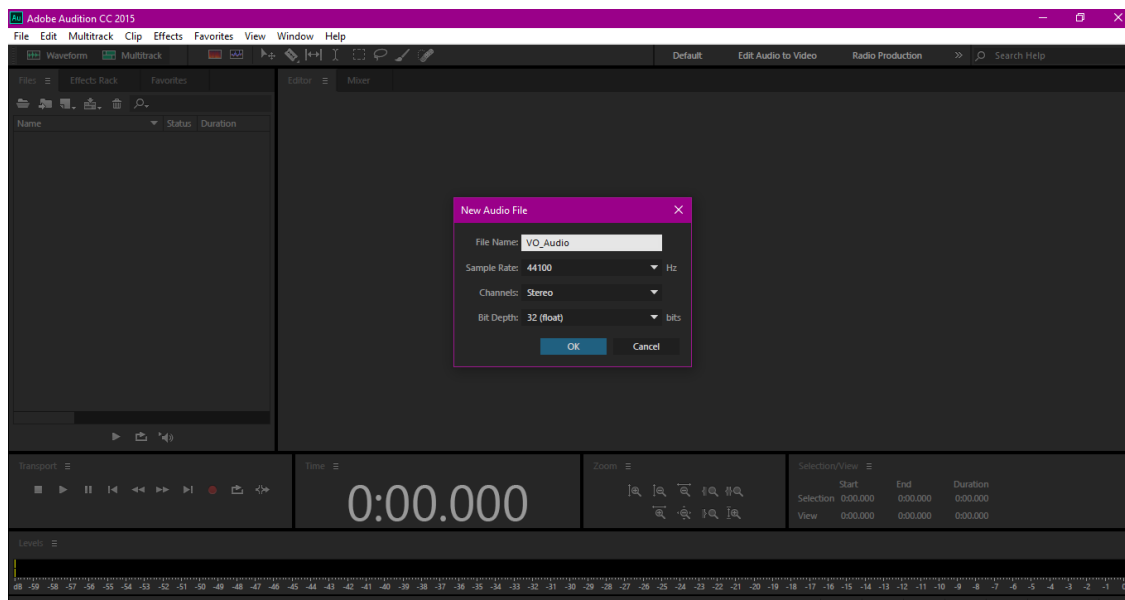 Au Adobe Audition CC 2015
File Edit Multitrack Clip Effects Favorites View Window Help
Waveform Multitrack Default Edit Audio to Video Radio Production >> Search Help
Files Effects Rack Favorites Editor Mixer
Name Status Duration
New Audio File
File Name: VO_Audio
Sample Rate: 44100 Hz
Channels: Stereo
Bit Depth: 32 (float) bits
OK Cancel
Transport Time Zoom Selection/View
Start End Duration
Selection 0:00.000 0:00.000 0:00.000
View 0:00.000 0:00.000 0:00.000
0:00.000
Levels
dB -59 -58 -57 -56 -55 -54 -53 -52 -51 -50 -49 -48 -47 -46 -45 -44 -43 -42 -41 -40 -39 -38 -37 -36 -35 -34 -33 -32 -31 -30 -29 -28 -27 -26 -25 -24 -23 -22 -21 -20 -19 -18 -17 -16 -15 -14 -13 -12 -11 -10 -9 -8 -7 -6 -5 -4 -3 -2 -1